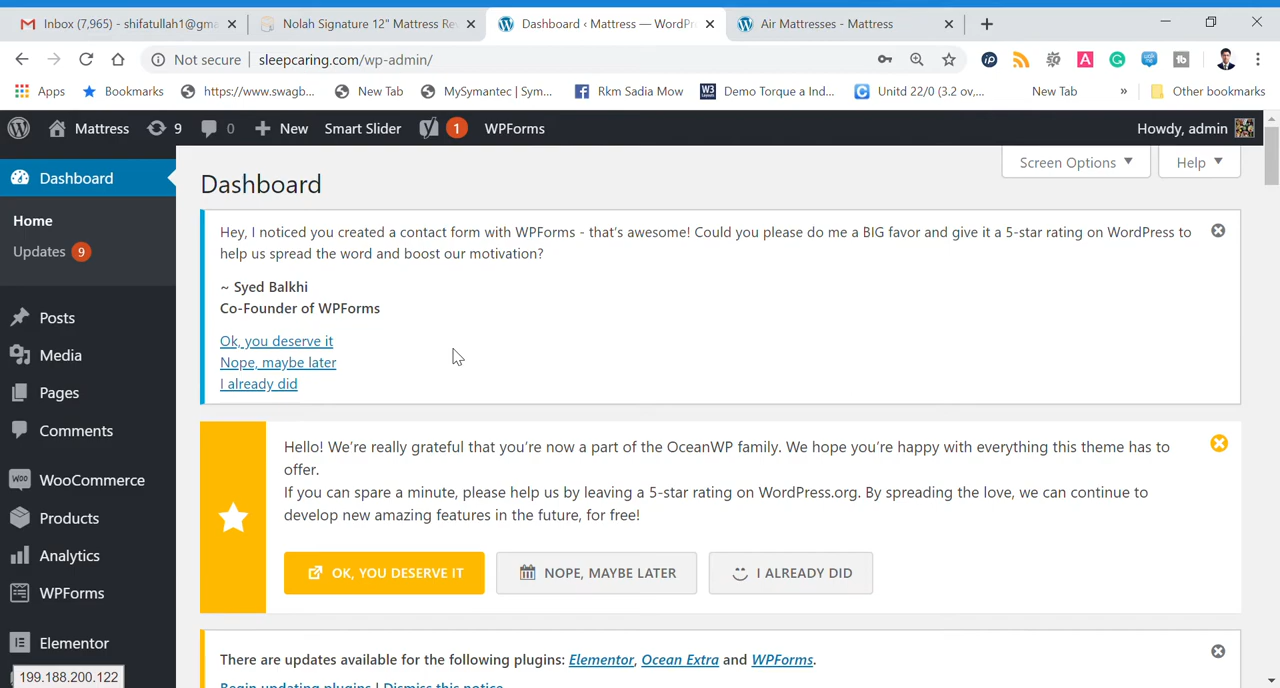 Inbox (7,965) - shifatullah1@gma
Nolah Signature 12" Mattress Re
Dashboard ‹ Mattress — WordPr
Air Mattresses - Mattress
Not secure
sleepcaring.com/wp-admin/
Apps
Bookmarks
https://www.swagb...
New Tab
MySymantec | Sym...
Rkm Sadia Mow
Demo Torque a Ind...
Unitd 22/0 (3.2 ov,...
New Tab
»
Other bookmarks
Mattress
9
0
New
Smart Slider
1
WPForms
Howdy, admin
Dashboard
Home
Updates 9
Posts
Media
Pages
Comments
WooCommerce
Products
Analytics
WPForms
Elementor
199.188.200.122
Screen Options
Help
Dashboard
Hey, I noticed you created a contact form with WPForms - that's awesome! Could you please do me a BIG favor and give it a 5-star rating on WordPress to
help us spread the word and boost our motivation?
~ Syed Balkhi
Co-Founder of WPForms
Ok, you deserve it
Nope, maybe later
I already did
Hello! We're really grateful that you're now a part of the OceanWP family. We hope you're happy with everything this theme has to
offer.
If you can spare a minute, please help us by leaving a 5-star rating on WordPress.org. By spreading the love, we can continue to
develop new amazing features in the future, for free!
OK, YOU DESERVE IT
NOPE, MAYBE LATER
I ALREADY DID
There are updates available for the following plugins: Elementor, Ocean Extra and WPForms.
Begin updating plugins | Dismiss this notice